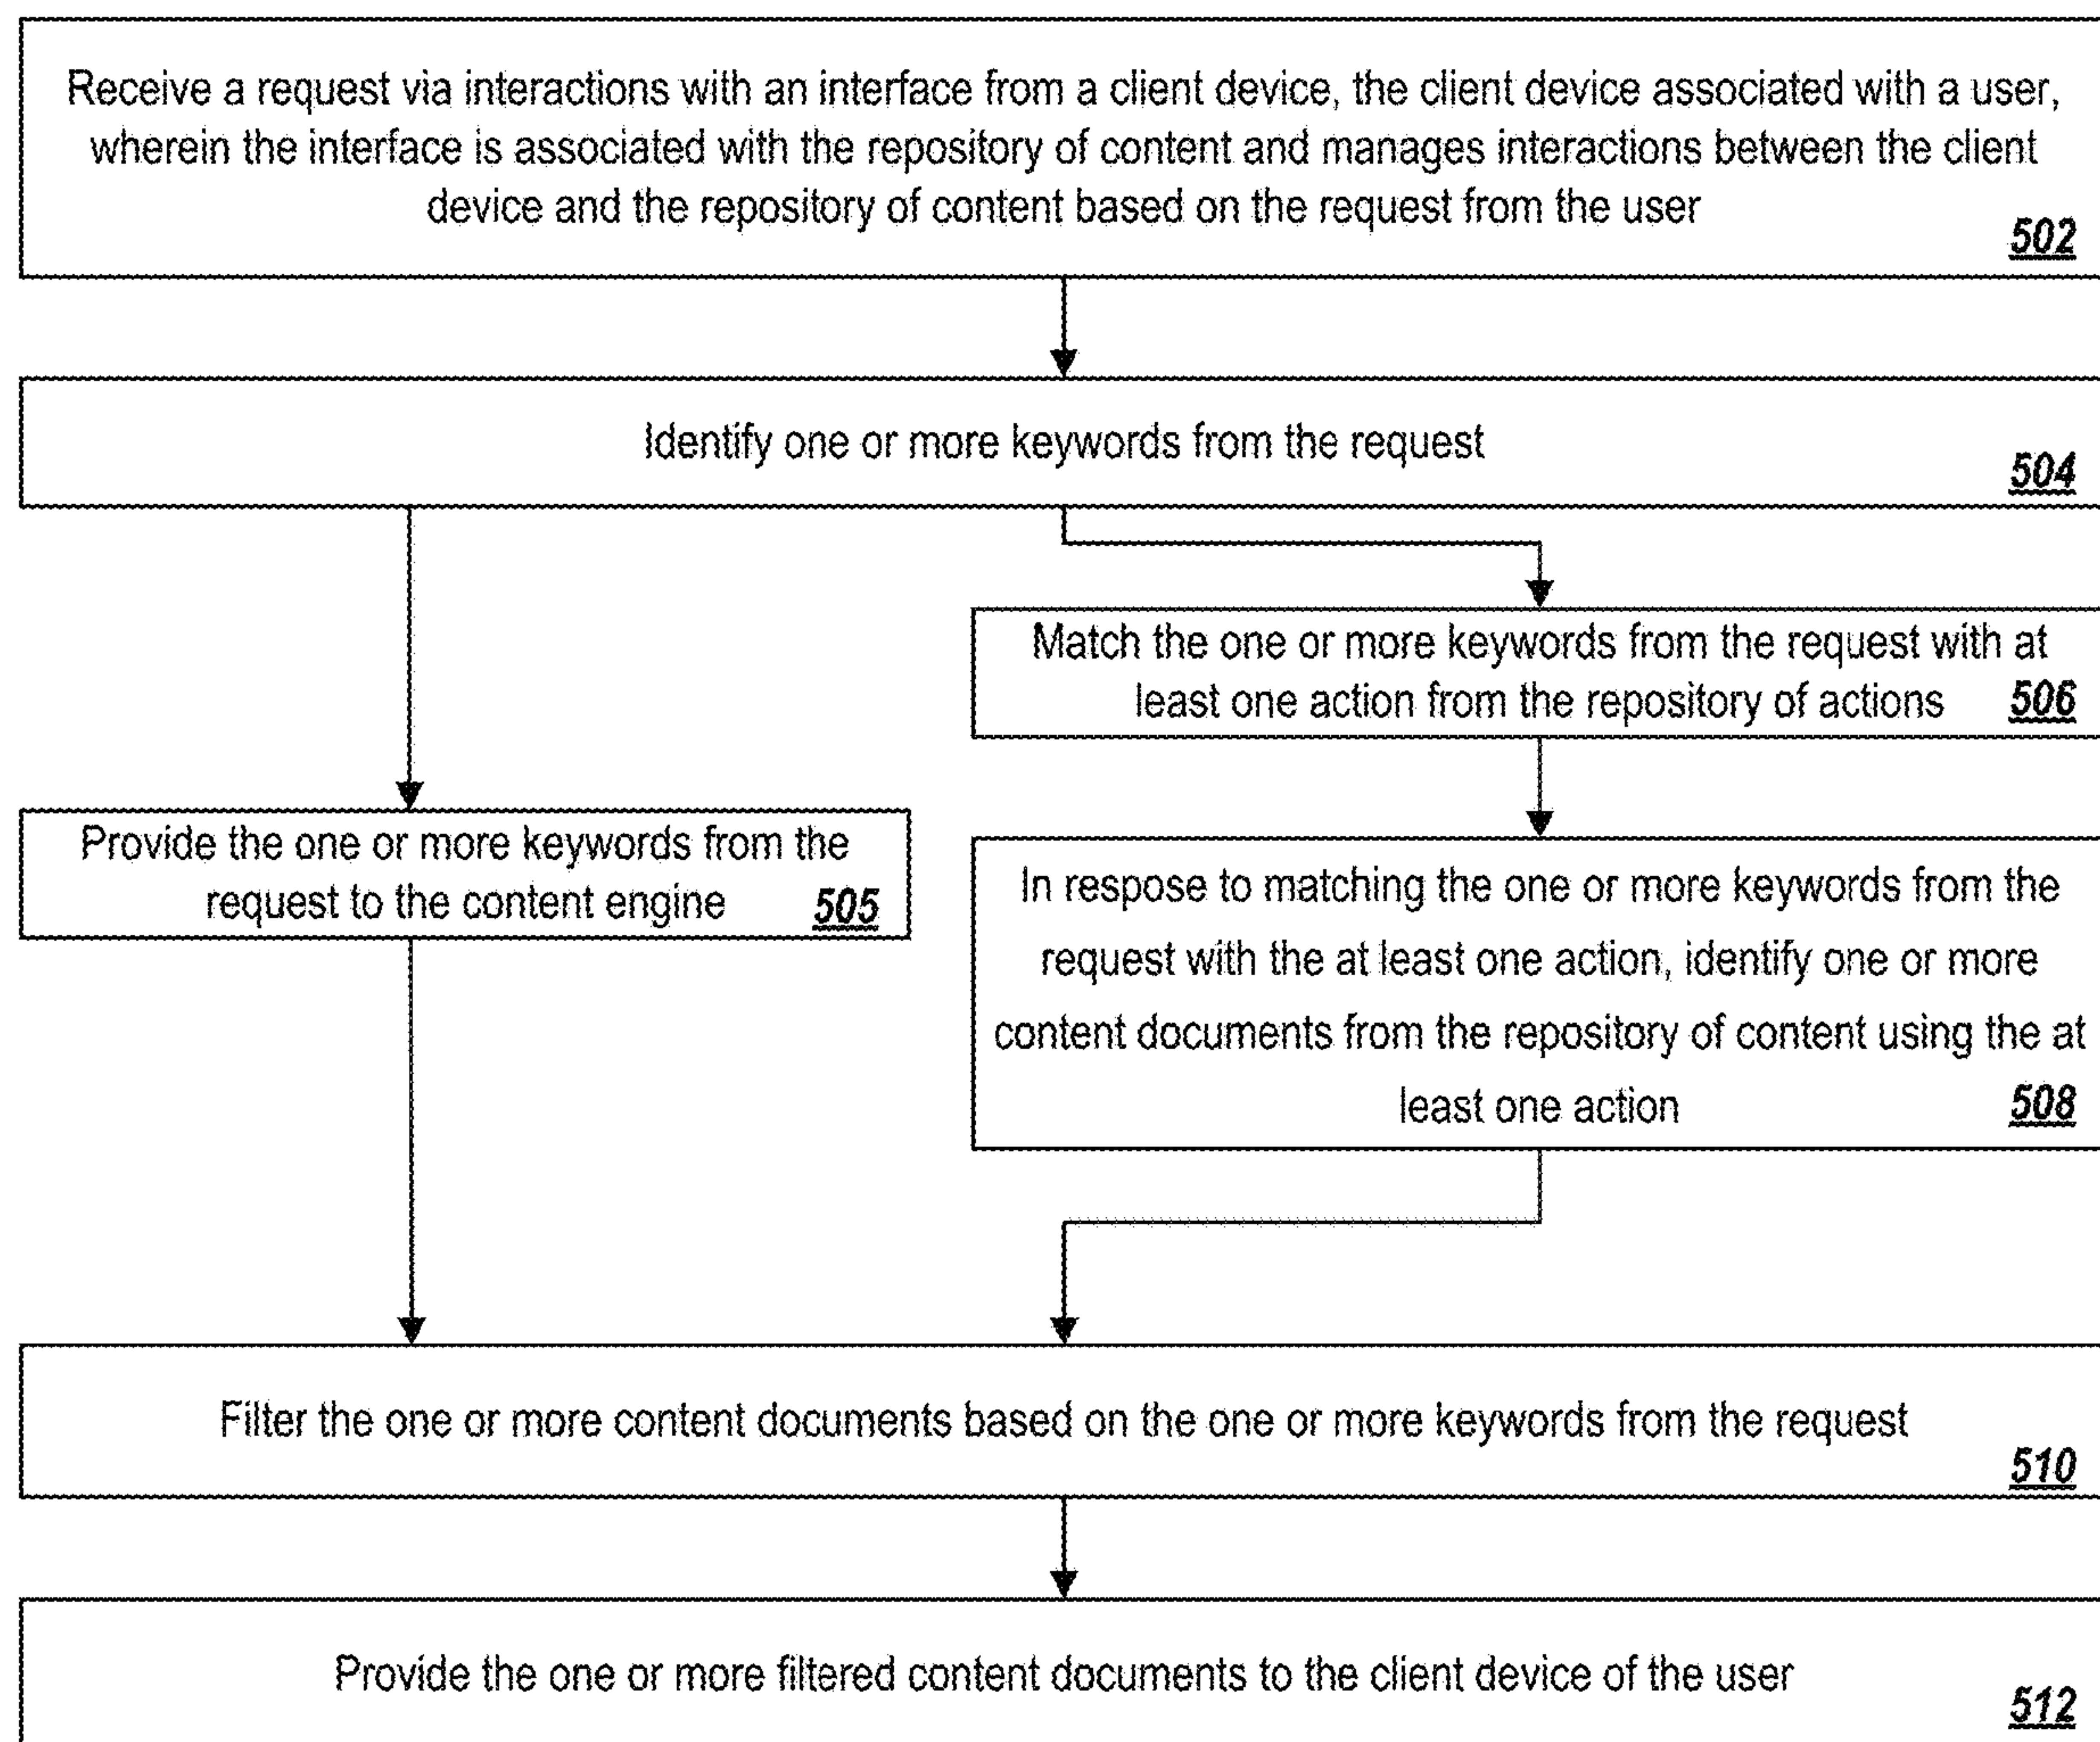 Receive a request via interactions with an interface from a client device, the client device associated with a user,
wherein the interface is associated with the repository of content and manages interactions between the client
device and the repository of content based on the request from the user
502
Identify one or more keywords from the request
504
Match the one or more keywords from the request with at
least one action from the repository of actions 506
Provide the one or more keywords from the
request to the content engine 505
In respose to matching the one or more keywords from the
request with the at least one action, identify one or more
content documents from the repository of content using the at
least one action 508
Filter the one or more content documents based on the one or more keywords from the request
510
Provide the one or more filtered content documents to the client device of the user
512